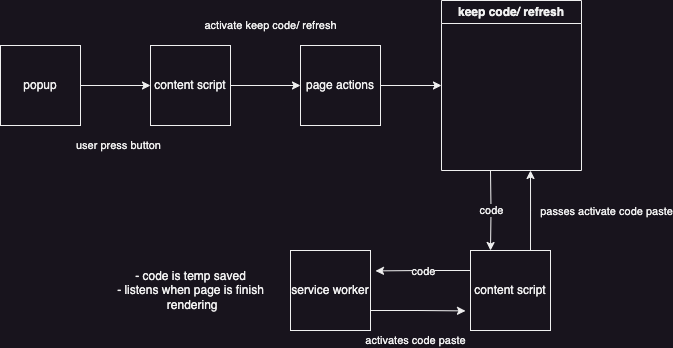 keep code/ refresh
activate keep code/ refresh
popup
content script
page actions
user press button
code
passes activate code paste
- code is temp saved
- listens when page is finish
rendering
service worker
code
content script
activates code paste